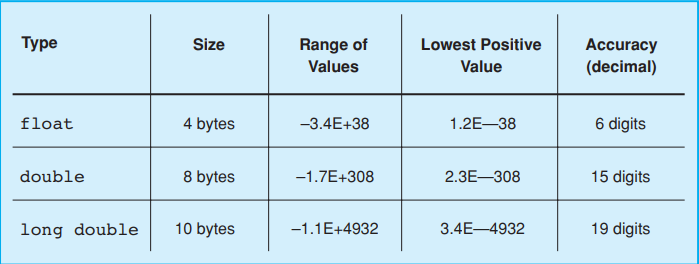 Type Size Range of Values Lowest Positive Value Accuracy (decimal)
float 4 bytes –3.4E+38 1.2E—38 6 digits
double 8 bytes –1.7E+308 2.3E—308 15 digits
long double 10 bytes –1.1E+4932 3.4E—4932 19 digits